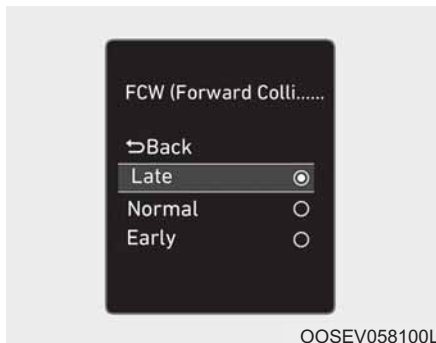 FCW (Forward Colli......
⮌Back
Late
Normal
Early
OOSEV058100L